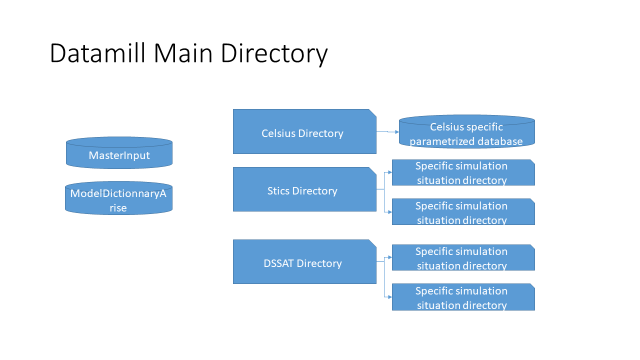 Datamill Main Directory
MasterInput
ModelDictionnaryA
rise
Celsius Directory
Celsius specific
parametrized database
Stics Directory
Specific simulation
situation directory
Specific simulation
situation directory
DSSAT Directory
Specific simulation
situation directory
Specific simulation
situation directory